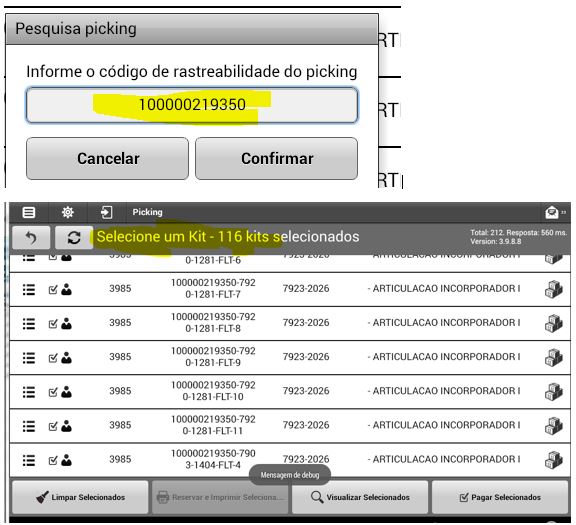 Pesquisa picking
Informe o código de rastreabilidade do picking
100000219350
Cancelar Confirmar
Picking
Selecione um Kit - 116 kits selecionados
Total: 212. Resposta: 560 ms.
Version: 3.9.8.8
3985 0-1281-FLT-6 7923-2026 - ARTICULACAO INCORPORADOR I
3985 100000219350-792 7923-2026 - ARTICULACAO INCORPORADOR I
0-1281-FLT-7
3985 100000219350-792 7923-2026 - ARTICULACAO INCORPORADOR I
0-1281-FLT-8
3985 100000219350-792 7923-2026 - ARTICULACAO INCORPORADOR I
0-1281-FLT-9
3985 100000219350-792 7923-2026 - ARTICULACAO INCORPORADOR I
0-1281-FLT-10
3985 100000219350-792 7923-2026 - ARTICULACAO INCORPORADOR I
0-1281-FLT-11
3985 100000219350-790 7923-2026 - ARTICULACAO INCORPORADOR I
3-1404-FLT-4
Mensagem de debug
Limpar Selecionados Reservar e Imprimir Seleciona... Visualizar Selecionados Pagar Selecionados